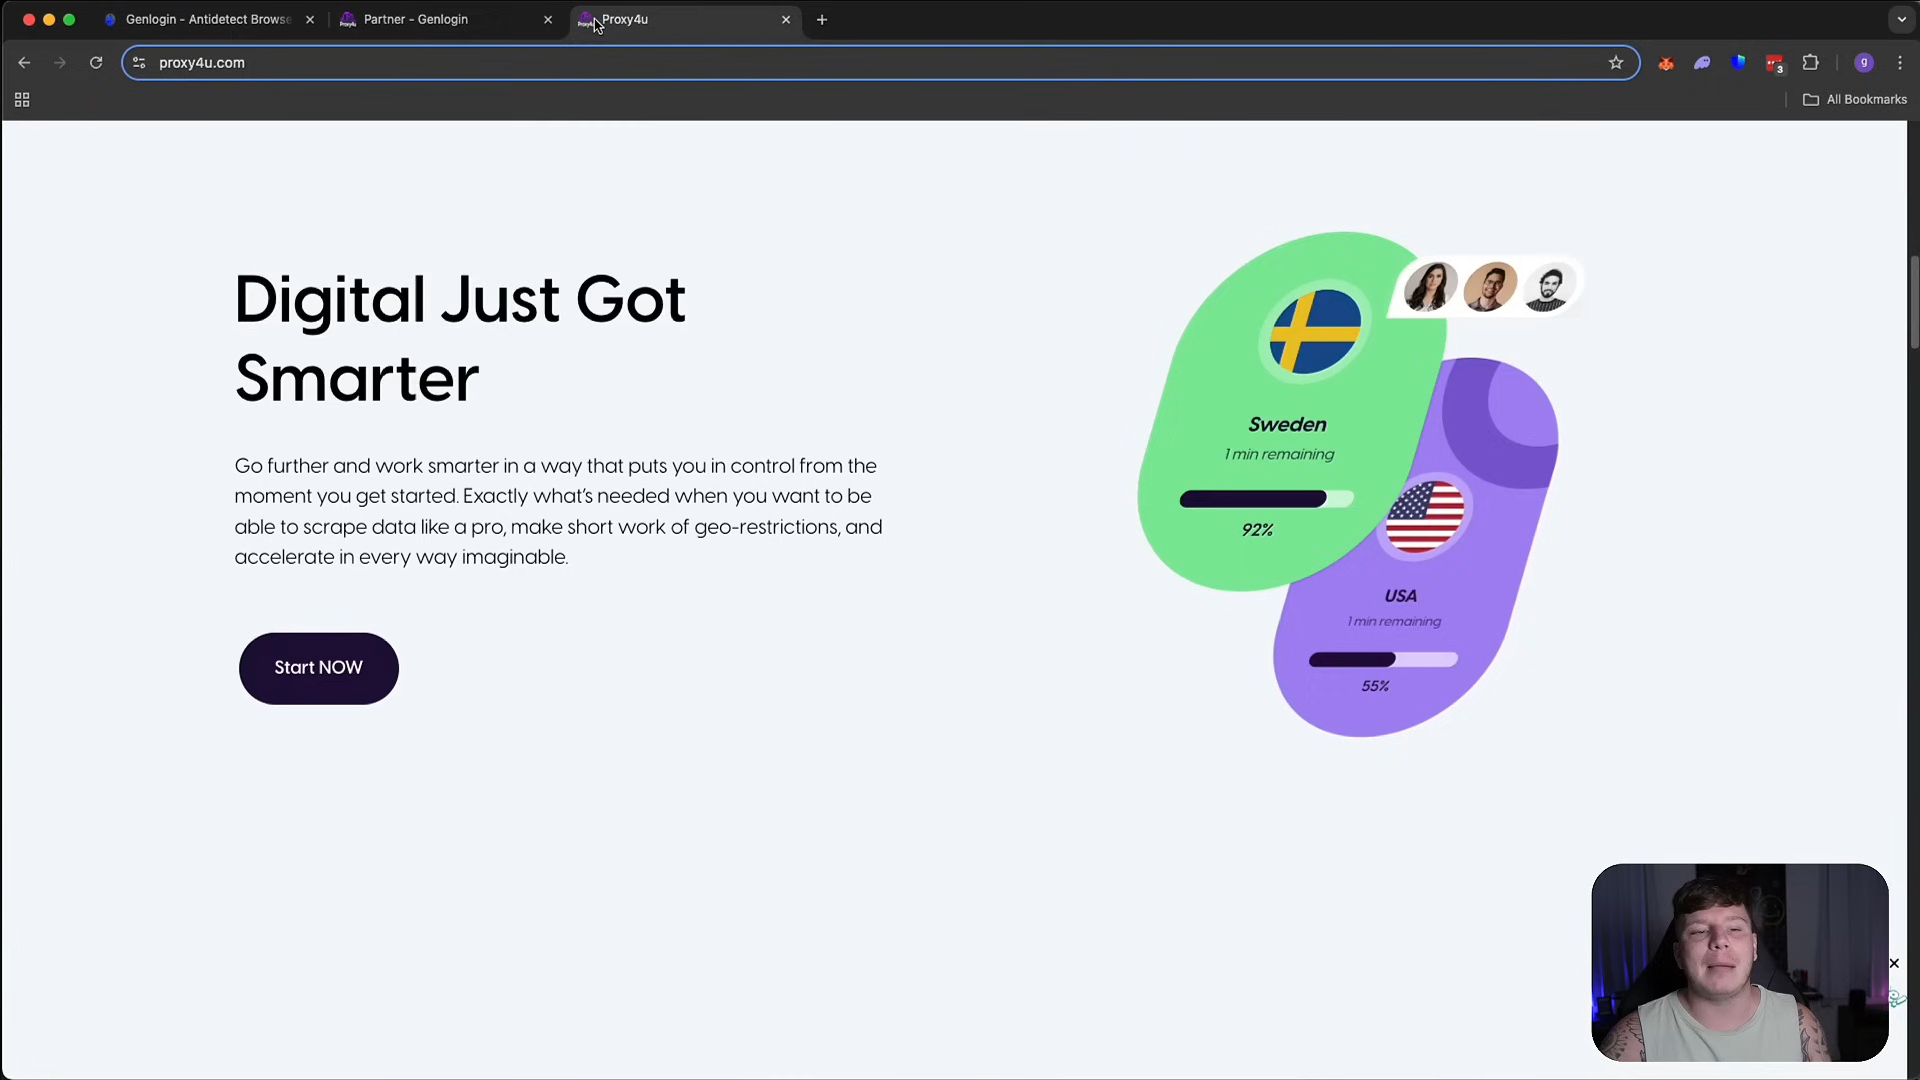 Genlogin - Antidetect Browse
Partner - Genlogin
Proxy4u
proxy4u.com
3
g
All Bookmarks
Digital Just Got
Smarter
Go further and work smarter in a way that puts you in control from the
moment you get started. Exactly what's needed when you want to be
able to scrape data like a pro, make short work of geo-restrictions, and
accelerate in every way imaginable.
Start NOW
Sweden
1 min remaining
92%
USA
1 min remaining
55%